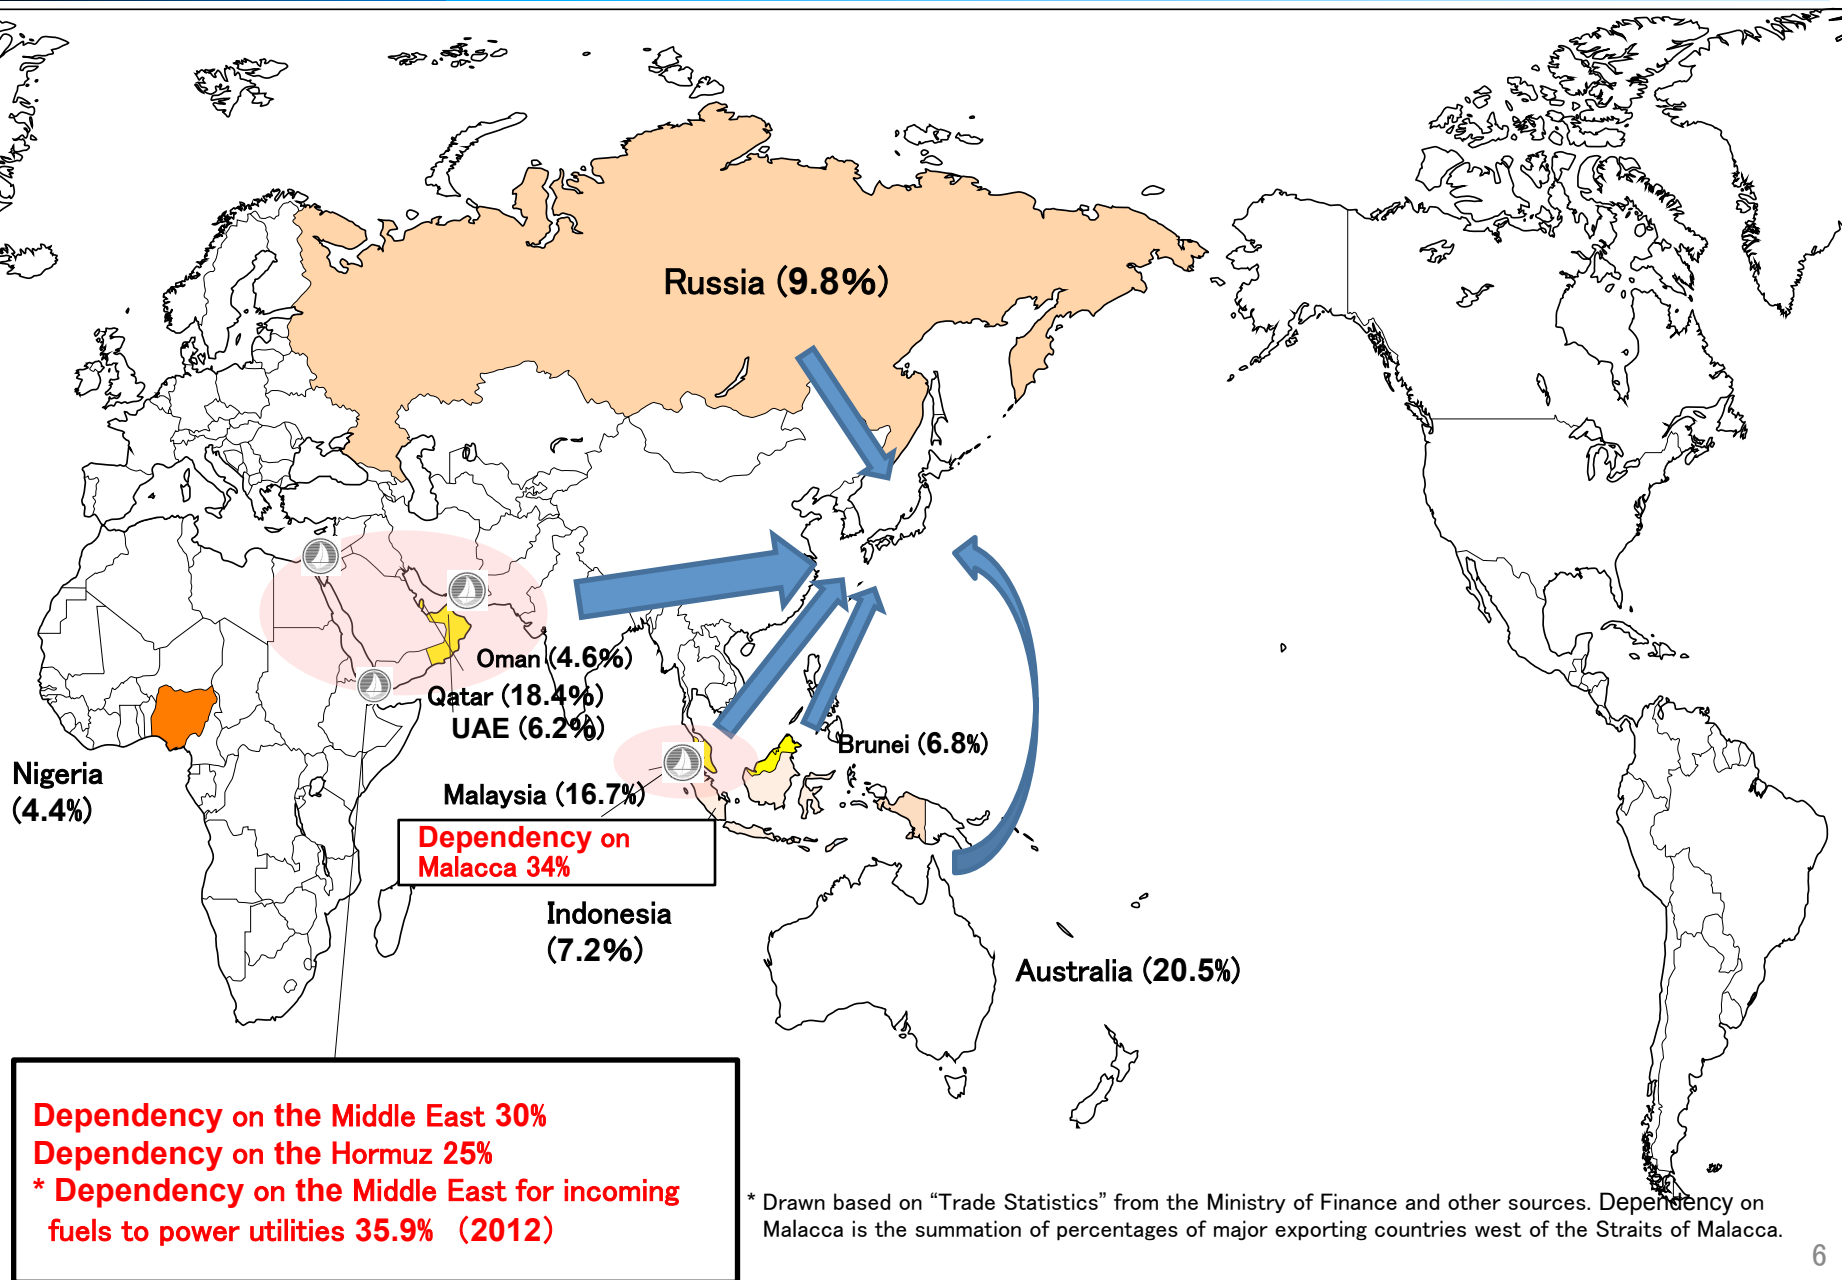 Russia (9.8%)
Oman (4.6%)
Qatar (18.4%)
UAE (6.2%)
Brunei (6.8%)
Nigeria
(4.4%)
Malaysia (16.7%)
Dependency on
Malacca 34%
Indonesia
(7.2%)
Australia (20.5%)
Dependency on the Middle East 30%
Dependency on the Hormuz 25%
* Dependency on the Middle East for incoming
fuels to power utilities 35.9% (2012)
* Drawn based on “Trade Statistics” from the Ministry of Finance and other sources. Dependency on
Malacca is the summation of percentages of major exporting countries west of the Straits of Malacca.
6